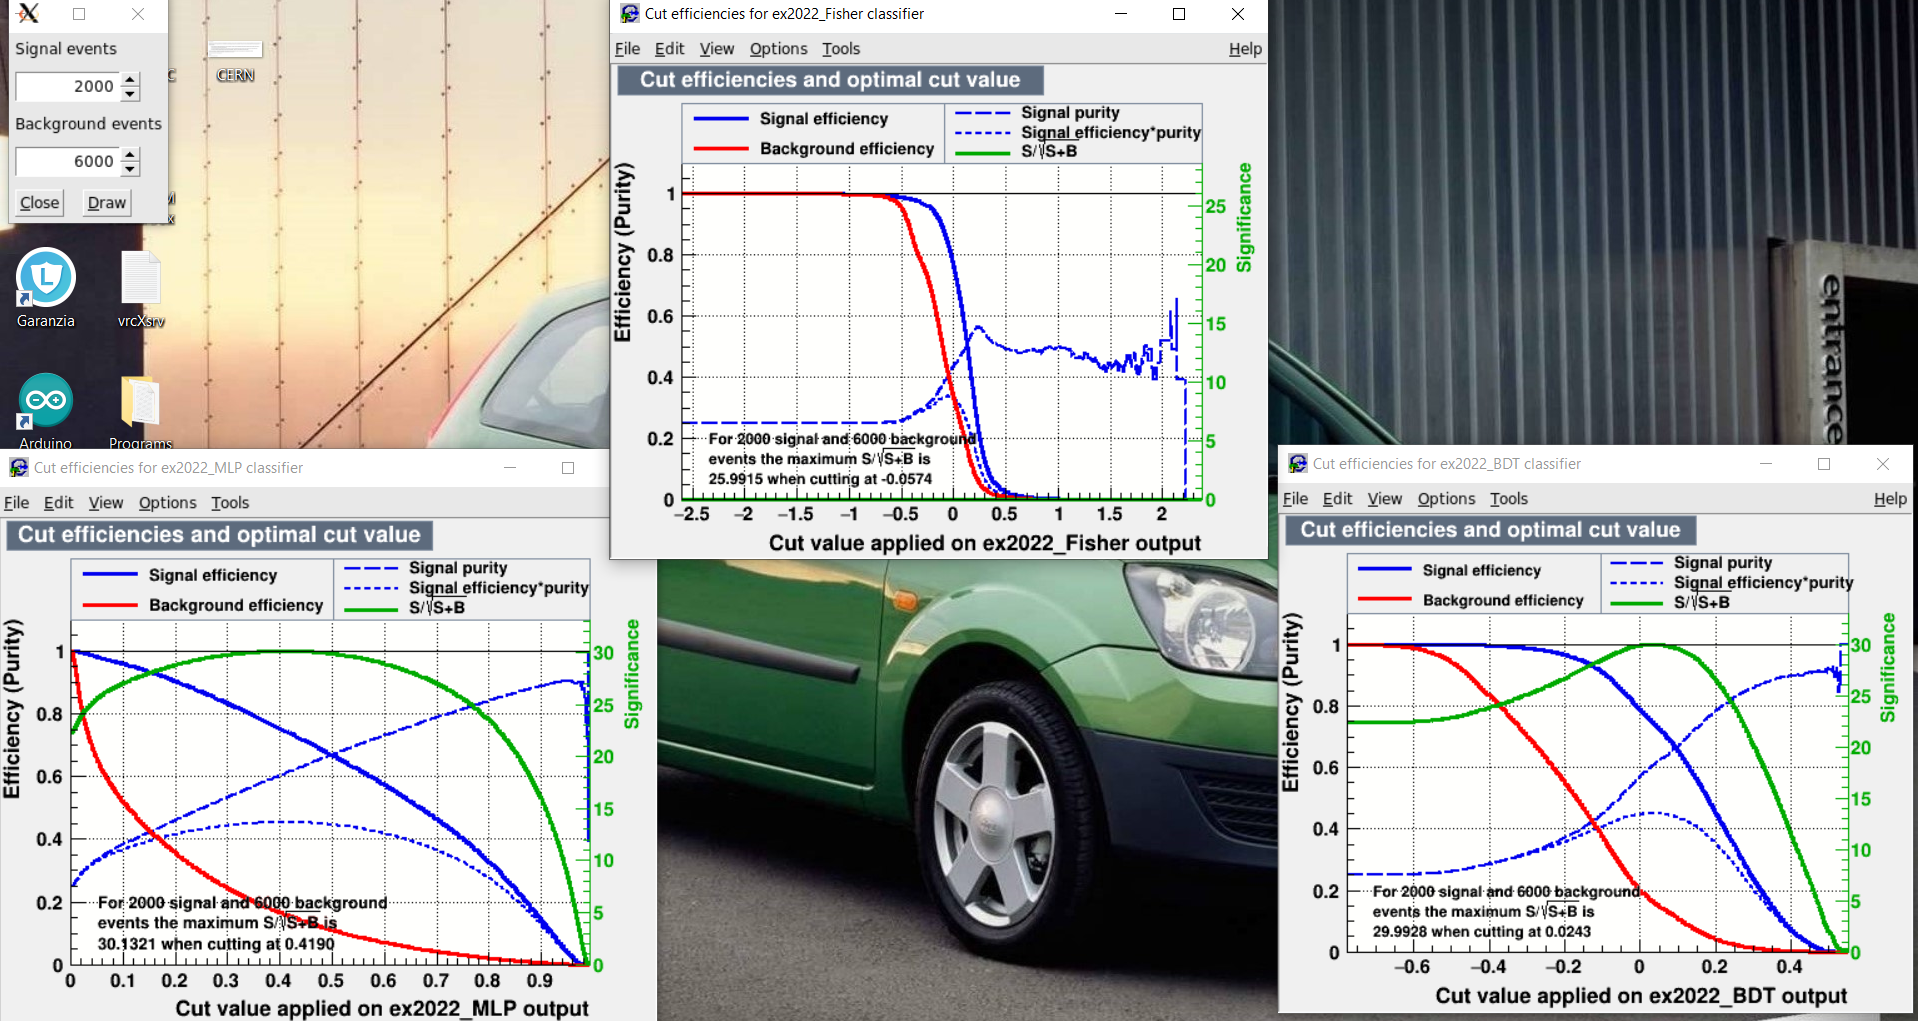 Signal events
2000
Background events
6000
Close Draw
CERN
Garanzia
vrcXsrv
Arduino
Programs
Cut efficiencies for ex2022_Fisher classifier
File Edit View Options Tools Help
Cut efficiencies and optimal cut value
Signal efficiency
Background efficiency
Signal purity
Signal efficiency*purity
S/√S+B
Efficiency (Purity)
1
0.8
0.6
0.4
0.2
0
25
20
15
10
5
0
Significance
For 2000 signal and 6000 background
events the maximum S/√S+B is
25.9915 when cutting at -0.0574
−2.5 −2 −1.5 −1 −0.5 0 0.5 1 1.5 2
Cut value applied on ex2022_Fisher output
entrance
Cut efficiencies for ex2022_MLP classifier
File Edit View Options Tools
Cut efficiencies and optimal cut value
Signal efficiency
Background efficiency
Signal purity
Signal efficiency*purity
S/√S+B
Efficiency (Purity)
1
0.8
0.6
0.4
0.2
0
30
25
20
15
10
5
0
Significance
For 2000 signal and 6000 background
events the maximum S/√S+B is
30.1321 when cutting at 0.4190
0 0.1 0.2 0.3 0.4 0.5 0.6 0.7 0.8 0.9
Cut value applied on ex2022_MLP output
Cut efficiencies for ex2022_BDT classifier
File Edit View Options Tools Help
Cut efficiencies and optimal cut value
Signal efficiency
Background efficiency
Signal purity
Signal efficiency*purity
S/√S+B
Efficiency (Purity)
1
0.8
0.6
0.4
0.2
0
30
25
20
15
10
5
0
Significance
For 2000 signal and 6000 background
events the maximum S/√S+B is
29.9928 when cutting at 0.0243
−0.6 −0.4 −0.2 0 0.2 0.4
Cut value applied on ex2022_BDT output